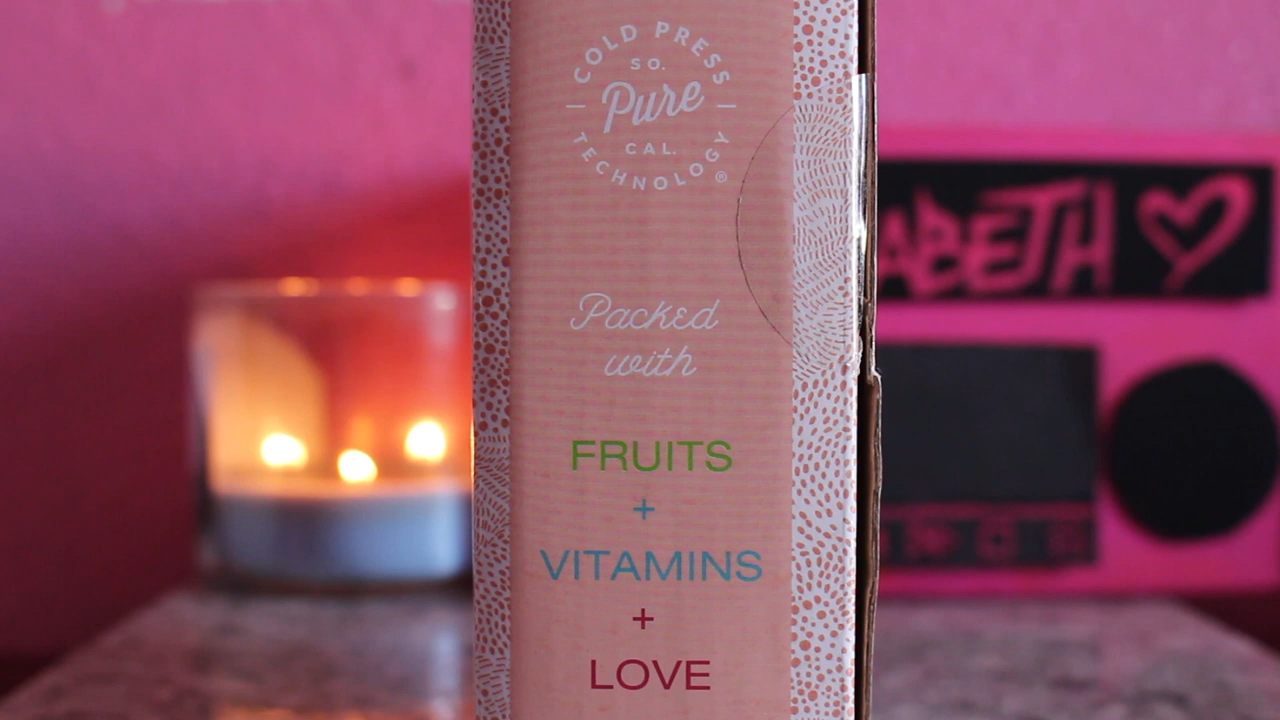 COLD PRESS
SO.
Pure
CAL.
TECHNOLOGY®
Packed
with
FRUITS
+
VITAMINS
+
LOVE
ABETH